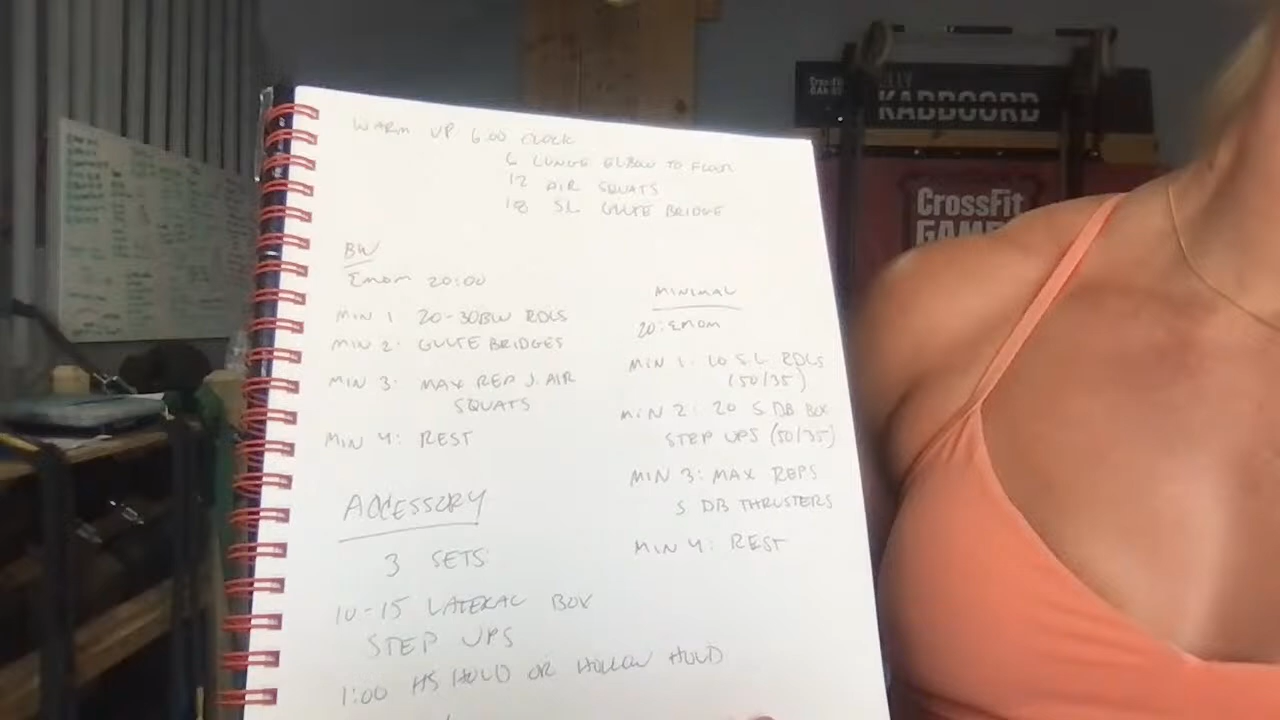 WARM UP 6:00 CLOCK
6 LUNGE ELBOW TO FLOOR
12 AIR SQUATS
18 SL GLUTE BRIDGE
BW
EMOM 20:00
MIN 1 20-30 BW RDLS
MIN 2: GLUTE BRIDGES
MIN 3: MAX REP J. AIR
SQUATS
MIN 4: REST
MINIMAL
20: EMOM
MIN 1: 10 S.L. RDLS
(50/35)
MIN 2: 20 S DB BOX
STEP UPS (50/35)
MIN 3: MAX REPS
S DB THRUSTERS
MIN 4: REST
ACCESSORY
3 SETS
10-15 LATERAL BOX
STEP UPS
1:00 HS HOLD OR HOLLOW HOLD
KABBOORD
CrossFit
GAMES